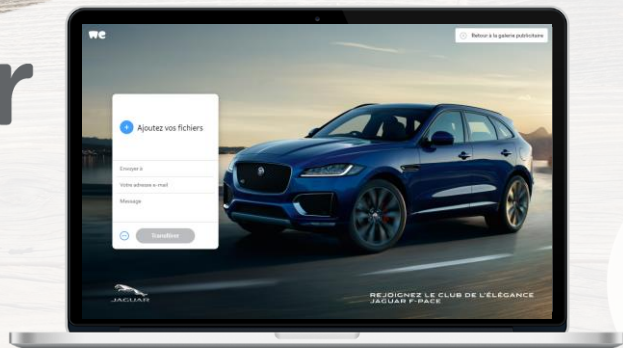 r
we
Retour à la galerie publicitaire
Ajoutez vos fichiers
Envoyer à
Votre adresse e-mail
Message
Transférer
JAGUAR
REJOIGNEZ LE CLUB DE L'ÉLÉGANCE
JAGUAR F-PACE